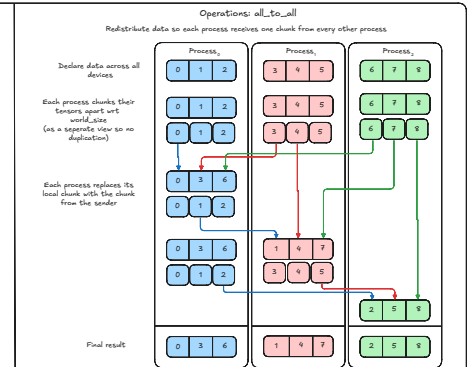 Operations: all_to_all
Redistribute data so each process receives one chunk from every other process
Process₀ Process₁ Process₂
Declare data across all
devices
0 1 2 3 4 5 6 7 8
Each process chunks their
tensors apart wrt
world_size
(as a seperate view so no
duplication)
0 1 2 3 4 5 6 7 8
0 1 2 3 4 5 6 7 8
Each process replaces its
local chunk with the chunk
from the sender
0 3 6
0 1 2
0 3 6 1 4 7
0 1 2 3 4 5
2 5 8
Final result
0 3 6 1 4 7 2 5 8